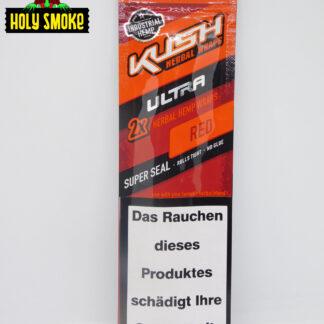 HOLY SMOKE
INDUSTRIAL
HEMP
KUSH
HERBAL WRAPS
ULTRA
2x HERBAL HEMP WRAPS
RED
SUPER SEAL - ROLLS TIGHT - NO GLUE
Das Rauchen
dieses
Produktes
schädigt Ihre